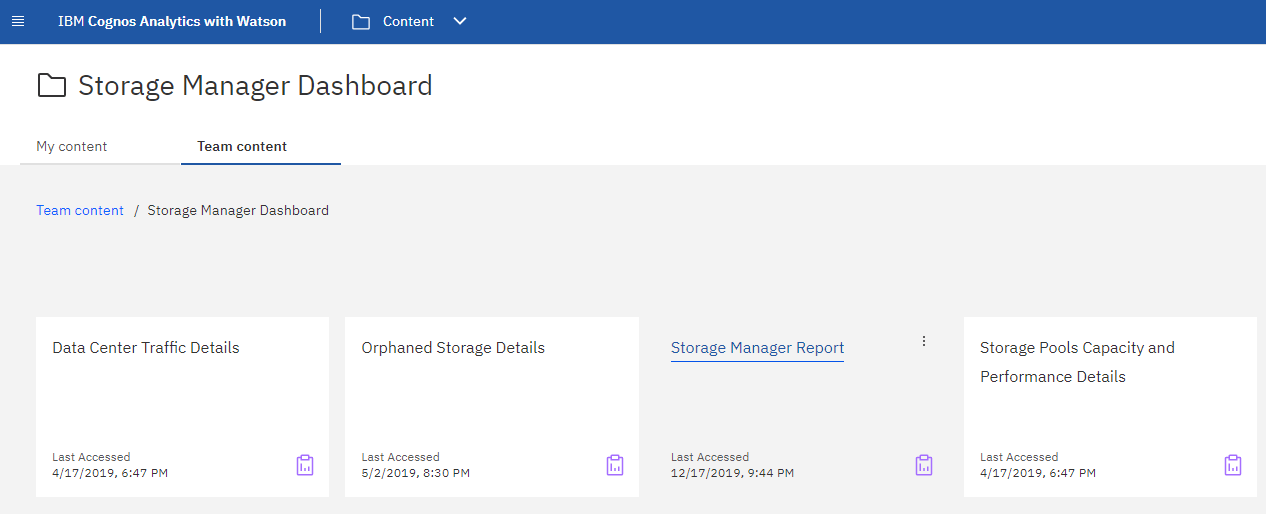 IBM Cognos Analytics with Watson
Content
Storage Manager Dashboard
My content
Team content
Team content / Storage Manager Dashboard
Data Center Traffic Details
Last Accessed
4/17/2019, 6:47 PM
Orphaned Storage Details
Last Accessed
5/2/2019, 8:30 PM
Storage Manager Report
Last Accessed
12/17/2019, 9:44 PM
Storage Pools Capacity and
Performance Details
Last Accessed
4/17/2019, 6:47 PM